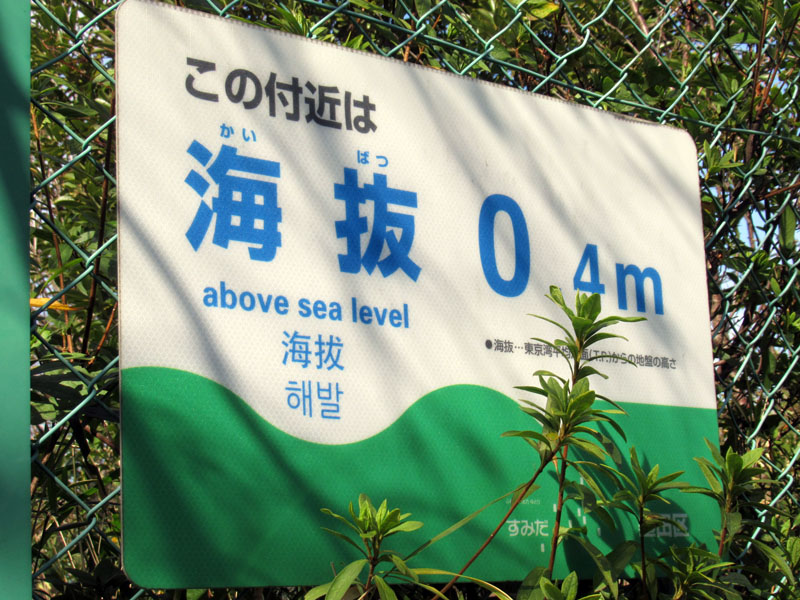 この付近は
かい ばつ
海抜 0 4m
above sea level
海拔
해발
●海抜…東京湾平均 面(T.P.)からの地盤の高さ
すみだ 区